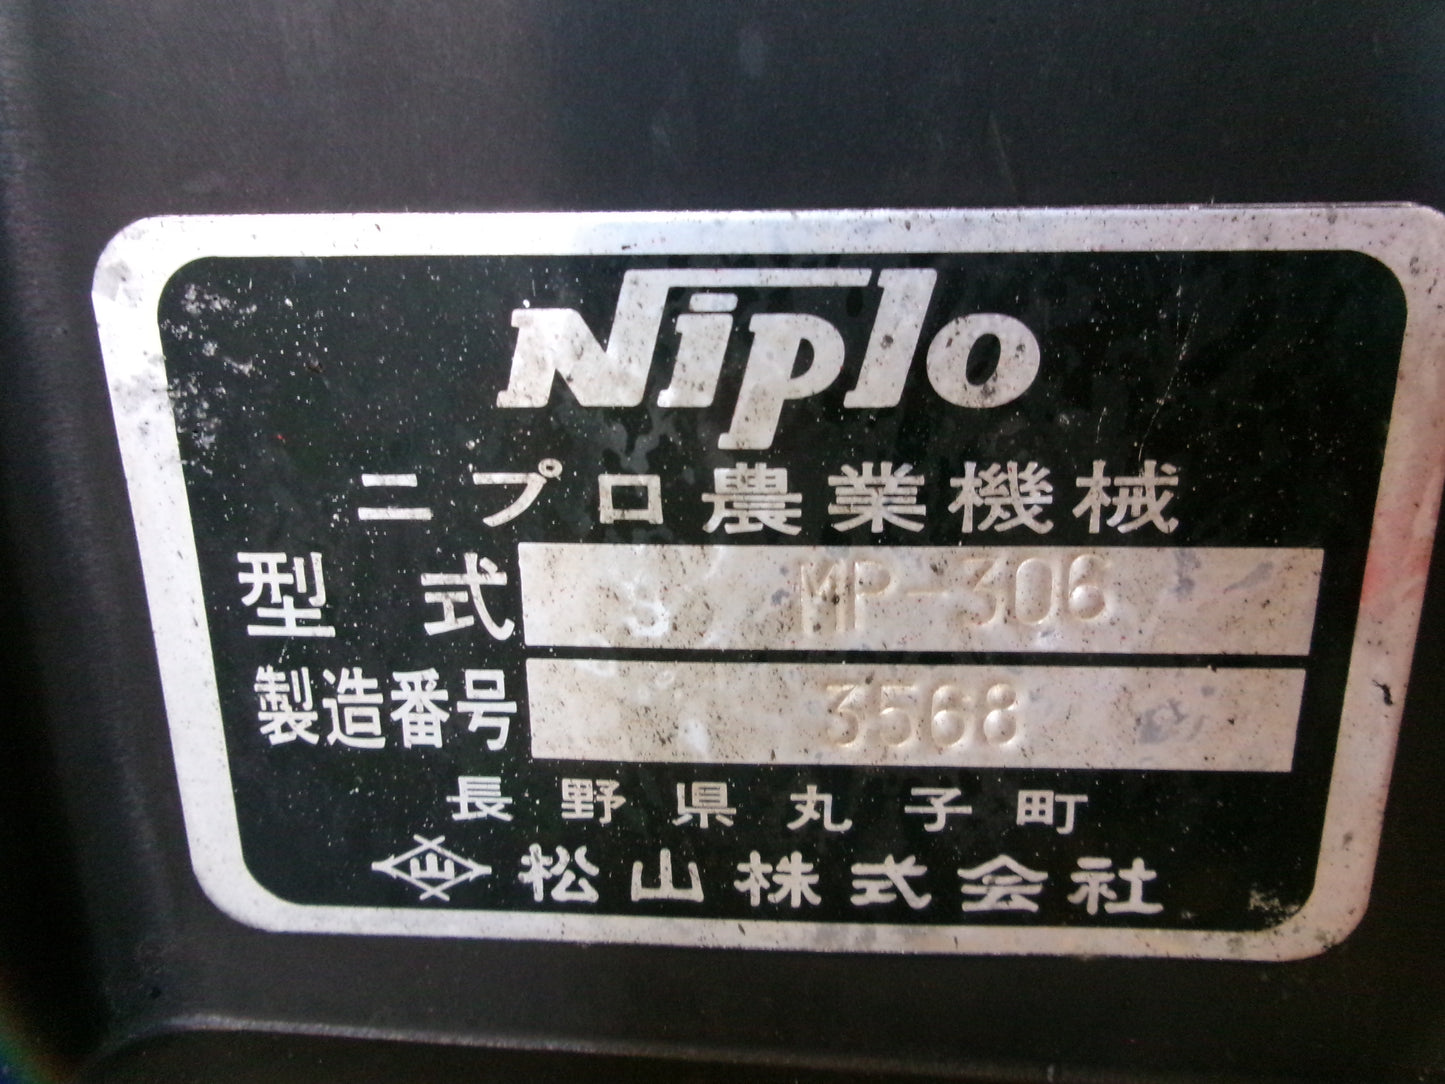 Niplo
ニプロ農業機械
型式 MP-306
製造番号 3568
長野県丸子町
山 松山株式会社